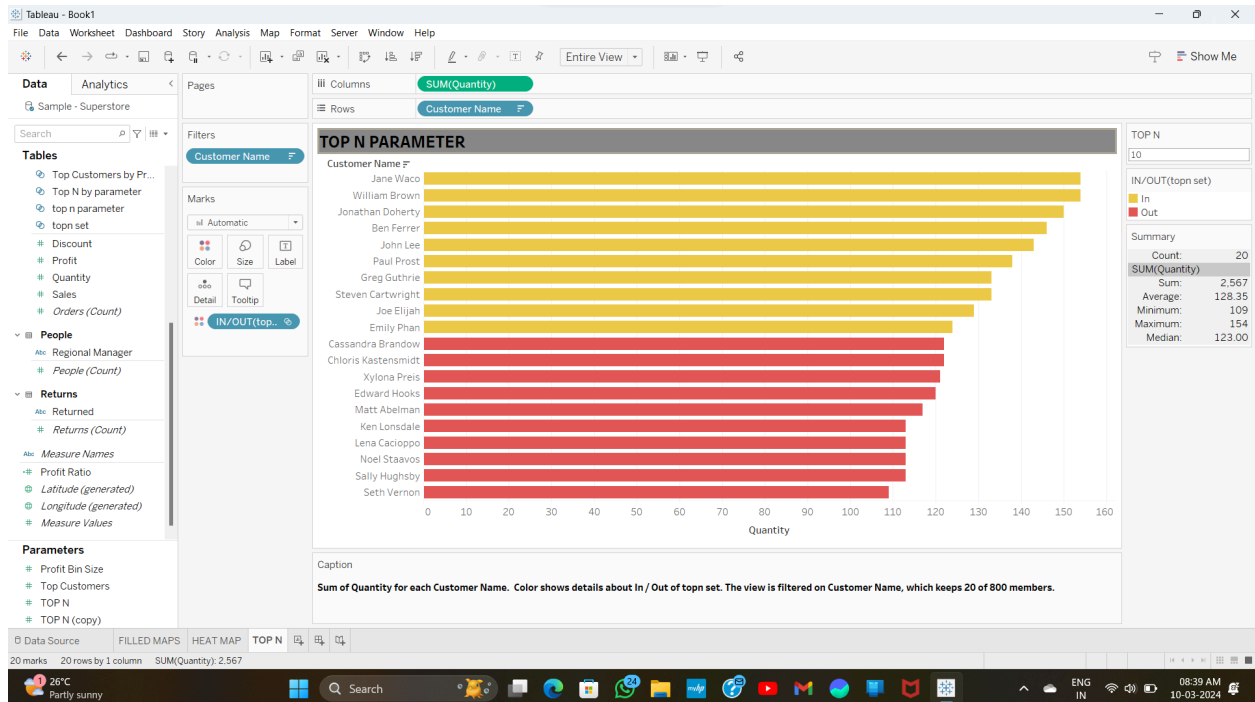 Tableau - Book1
File Data Worksheet Dashboard Story Analysis Map Format Server Window Help
Entire View
Show Me
Data Analytics
Sample - Superstore
Search
Tables
Top Customers by Pr...
Top N by parameter
top n parameter
topn set
# Discount
# Profit
# Quantity
# Sales
# Orders (Count)
People
Abc Regional Manager
# People (Count)
Returns
Abc Returned
# Returns (Count)
Abc Measure Names
Profit Ratio
Latitude (generated)
Longitude (generated)
# Measure Values
Parameters
# Profit Bin Size
# Top Customers
# TOP N
# TOP N (copy)
Pages
Filters
Customer Name
Marks
Automatic
Color Size Label
Detail Tooltip
IN/OUT(top..
Columns SUM(Quantity)
Rows Customer Name
TOP N PARAMETER
Customer Name
Jane Waco
William Brown
Jonathan Doherty
Ben Ferrer
John Lee
Paul Prost
Greg Guthrie
Steven Cartwright
Joe Elijah
Emily Phan
Cassandra Brandow
Chloris Kastensmidt
Xylona Preis
Edward Hooks
Matt Abelman
Ken Lonsdale
Lena Cacioppo
Noel Staavos
Sally Hughsby
Seth Vernon
0 10 20 30 40 50 60 70 80 90 100 110 120 130 140 150 160
Quantity
Caption
Sum of Quantity for each Customer Name. Color shows details about In / Out of topn set. The view is filtered on Customer Name, which keeps 20 of 800 members.
TOP N
10
IN/OUT(topn set)
In
Out
Summary
Count: 20
SUM(Quantity)
Sum: 2,567
Average: 128.35
Minimum: 109
Maximum: 154
Median: 123.00
Data Source FILLED MAPS HEAT MAP TOP N
20 marks 20 rows by 1 column SUM(Quantity): 2,567
1
26°C
Partly sunny
Search
24
myhp
ENG
IN
08:39 AM
10-03-2024